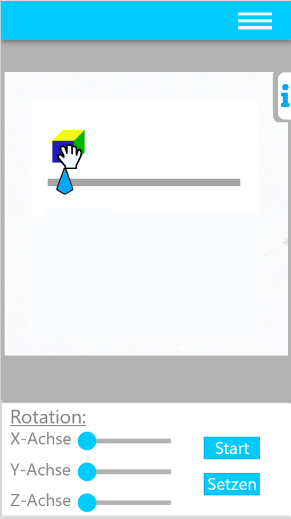 i
Rotation:
X-Achse
Start
Y-Achse
Setzen
Z-Achse